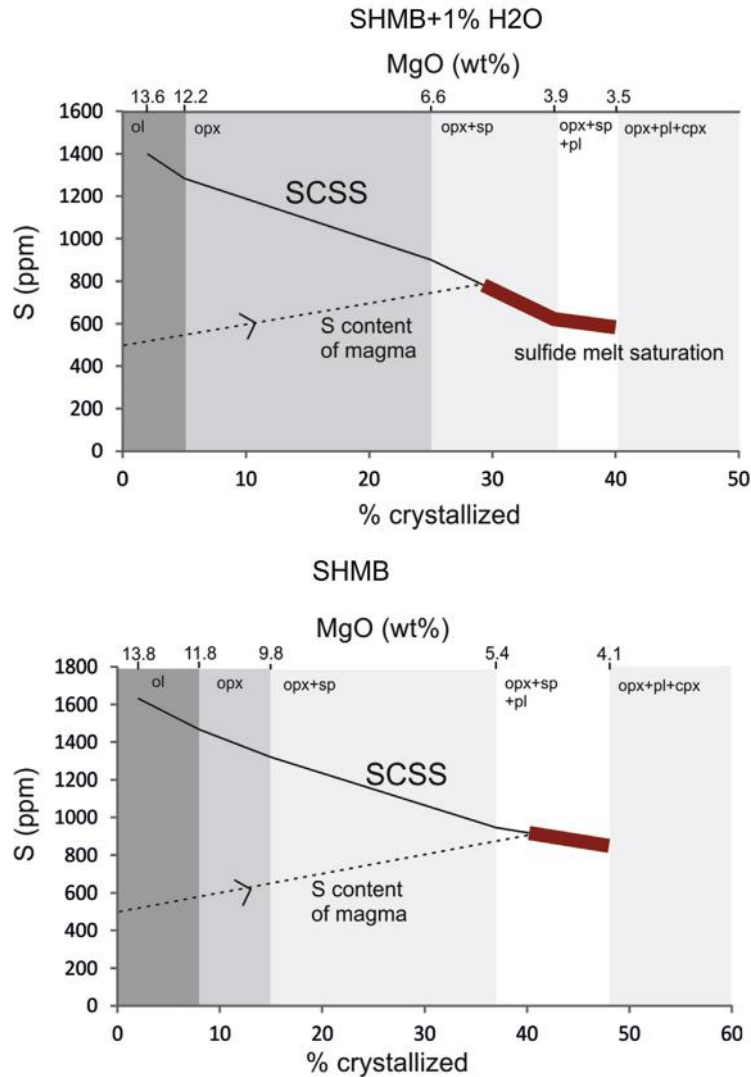 SHMB+1% H2O
MgO (wt%)
13.6 12.2 6.6 3.9 3.5
1600
1400
1200
1000
800
600
400
200
0
S (ppm)
ol
opx
opx+sp
opx+sp
+pl
opx+pl+cpx
SCSS
S content
of magma
sulfide melt saturation
0 10 20 30 40 50
% crystallized
SHMB
MgO (wt%)
13.8 11.8 9.8 5.4 4.1
1800
1600
1400
1200
1000
800
600
400
200
0
S (ppm)
ol
opx
opx+sp
opx+sp
+pl
opx+pl+cpx
SCSS
S content
of magma
0 10 20 30 40 50 60
% crystallized